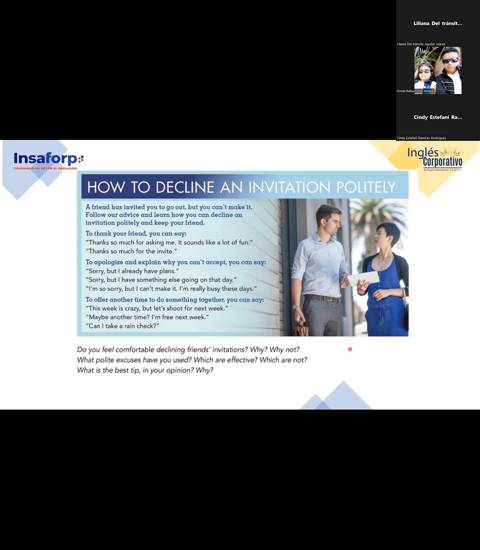 Liliana Del tránsit...
Cindy Estefani Ra...
Cindy Estefani Ramirez Rodriguez
Insaforp
Inglés
Corporativo
HOW TO DECLINE AN INVITATION POLITELY
A friend has invited you to go out, but you can't make it.
Follow our advice and learn how you can decline an
invitation politely and keep your friend.
To thank your friend, you can say:
"Thanks so much for asking me. It sounds like a lot of fun."
"Thanks so much for the invite."
To apologize and explain why you can't accept, you can say:
"Sorry, but I already have plans."
"Sorry, but I have something else going on that day."
"I'm so sorry, but I can't make it. I'm really busy these days."
To offer another time to do something together, you can say:
"This week is crazy, but let's shoot for next week."
"Maybe another time? I'm free next week."
"Can I take a rain check?"
Do you feel comfortable declining friends' invitations? Why? Why not?
What polite excuses have you used? Which are effective? Which are not?
What is the best tip, in your opinion? Why?